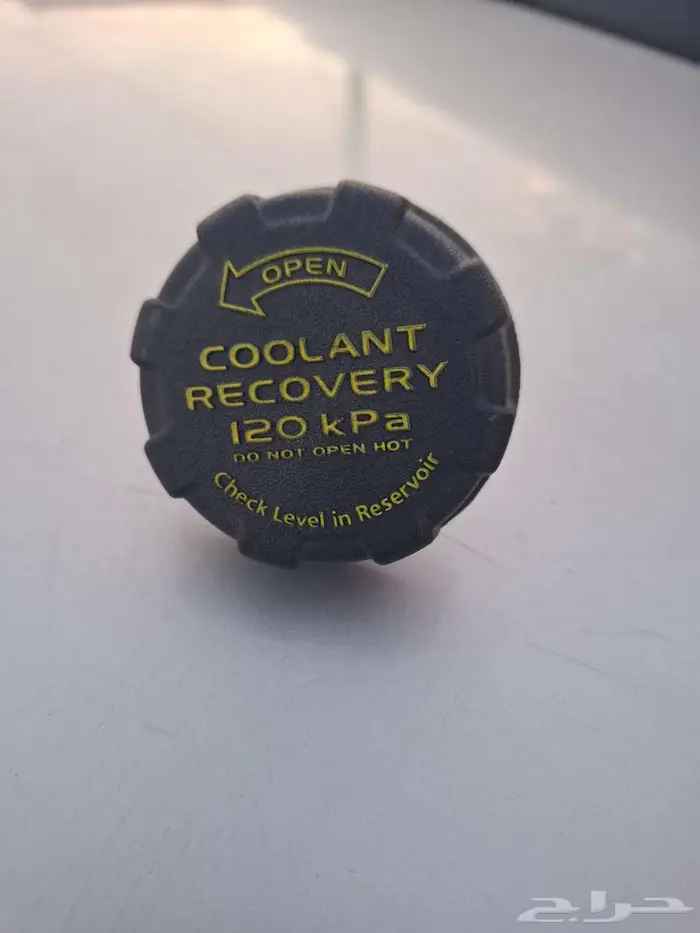 OPEN
COOLANT
RECOVERY
120 kPa
DO NOT OPEN HOT
Check Level in Reservoir
حراج